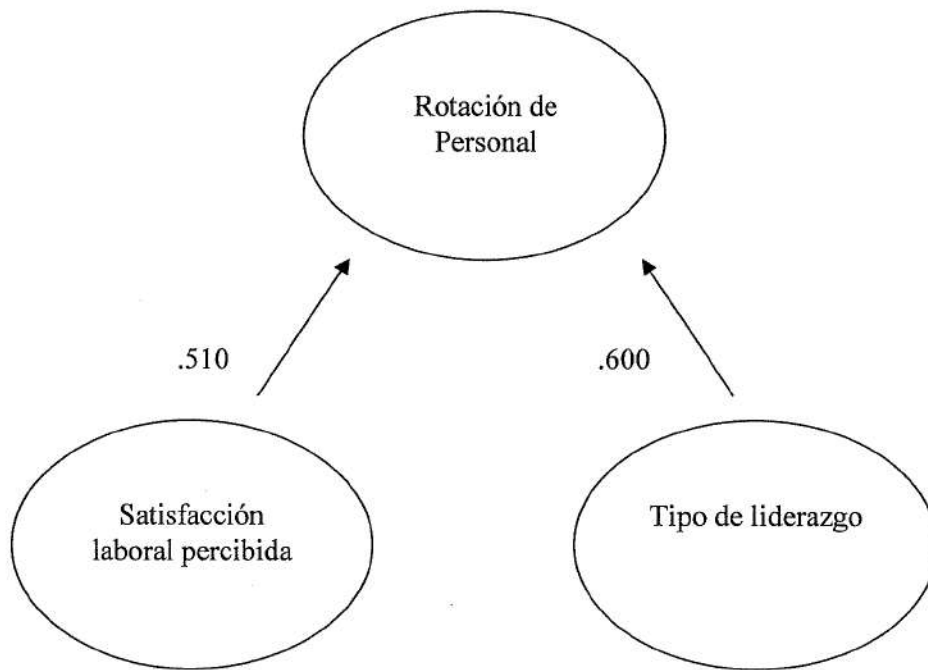 Rotación de
Personal
.510
.600
Satisfacción
laboral percibida
Tipo de liderazgo